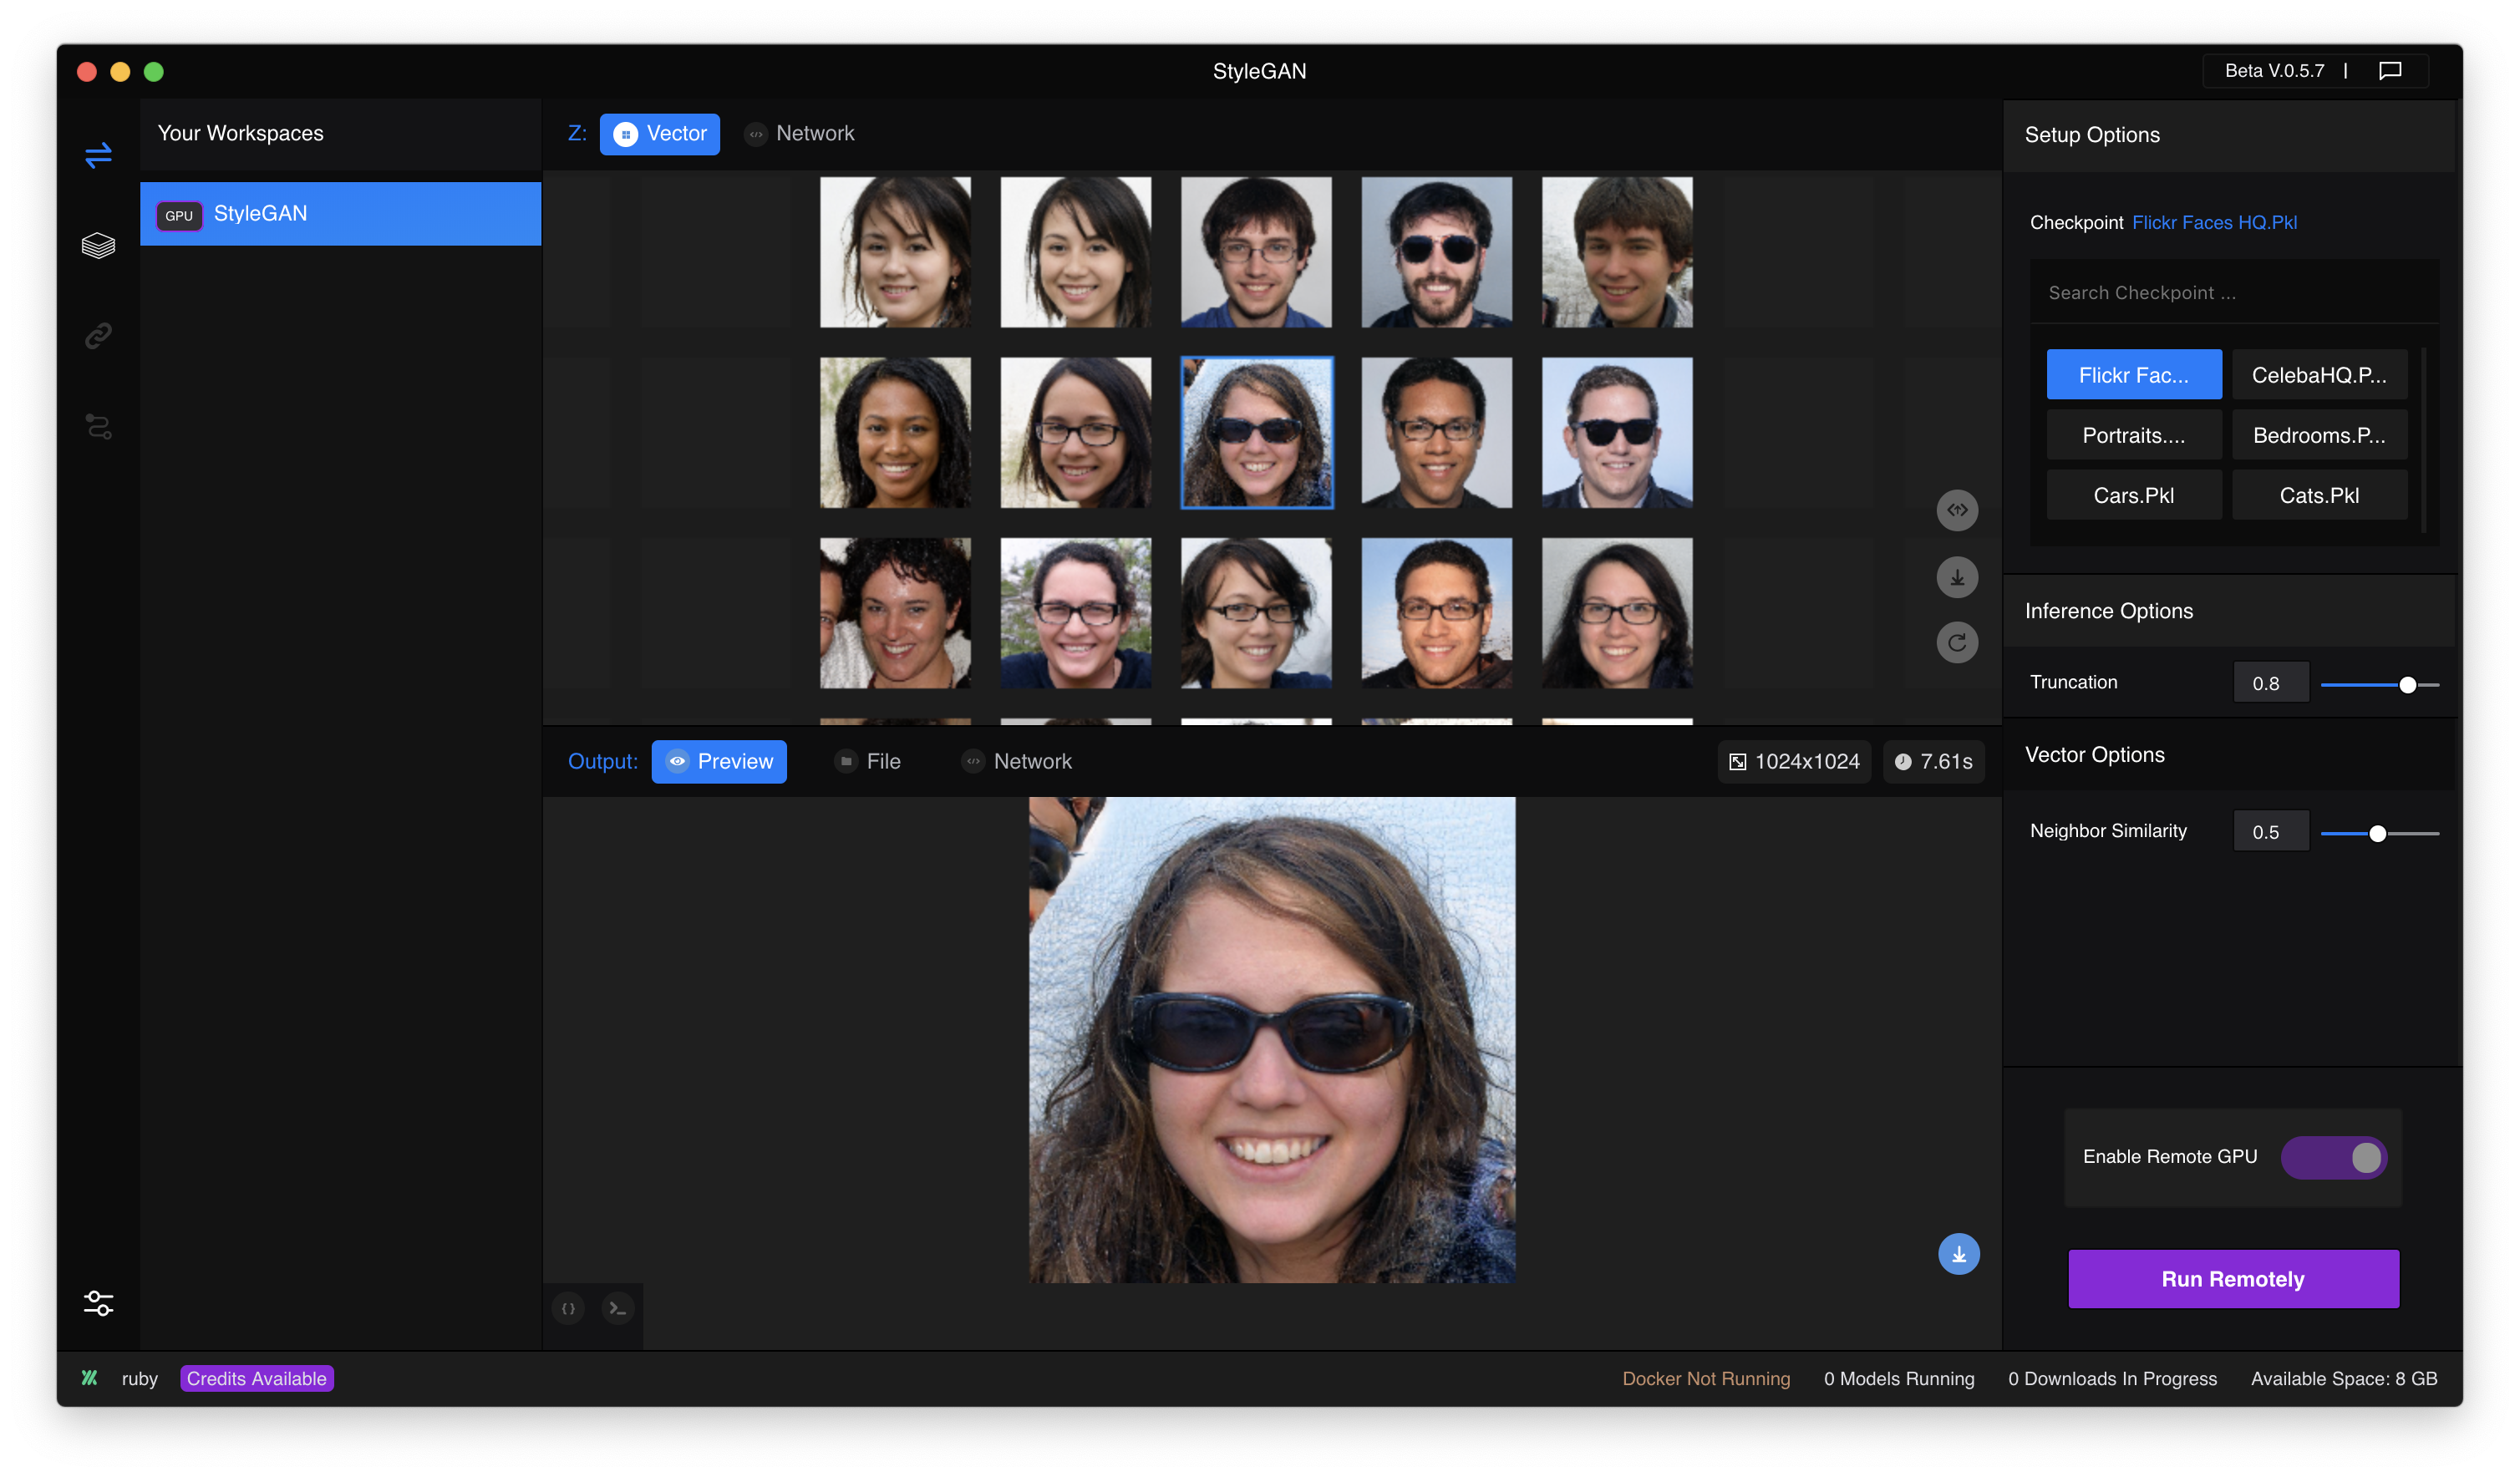 StyleGAN
Beta V.0.5.7 |
Your Workspaces
GPU StyleGAN
Z: Vector Network
Output: Preview File Network 1024x1024 7.61s
Setup Options
Checkpoint Flickr Faces HQ.Pkl
Search Checkpoint ...
Flickr Fac... CelebaHQ.P...
Portraits.... Bedrooms.P...
Cars.Pkl Cats.Pkl
Inference Options
Truncation 0.8
Vector Options
Neighbor Similarity 0.5
Enable Remote GPU
Run Remotely
ruby Credits Available Docker Not Running 0 Models Running 0 Downloads In Progress Available Space: 8 GB